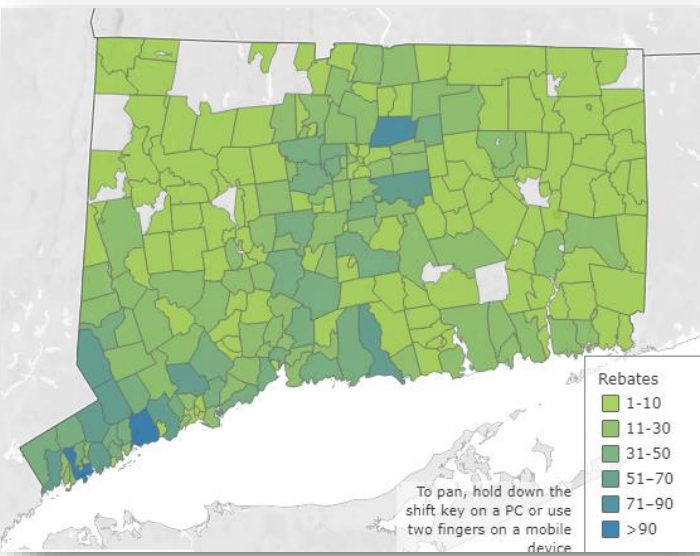 Rebates
1-10
11-30
31-50
51–70
71–90
>90
To pan, hold down the
shift key on a PC or use
two fingers on a mobile
device